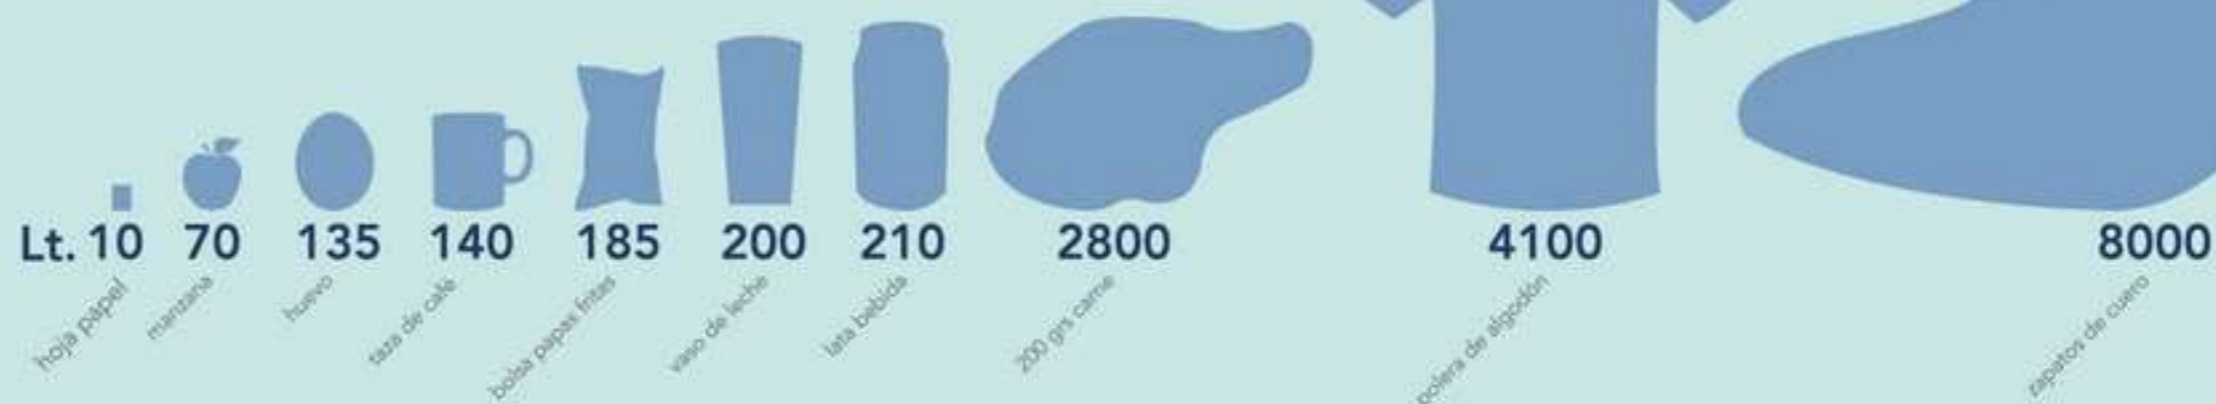 Lt. 10 70 135 140 185 200 210 2800 4100 8000
hoja papel
manzana
huevo
taza de café
bolsa papas fritas
vaso de leche
lata bebida
200 grs carne
polera de algodón
zapatos de cuero